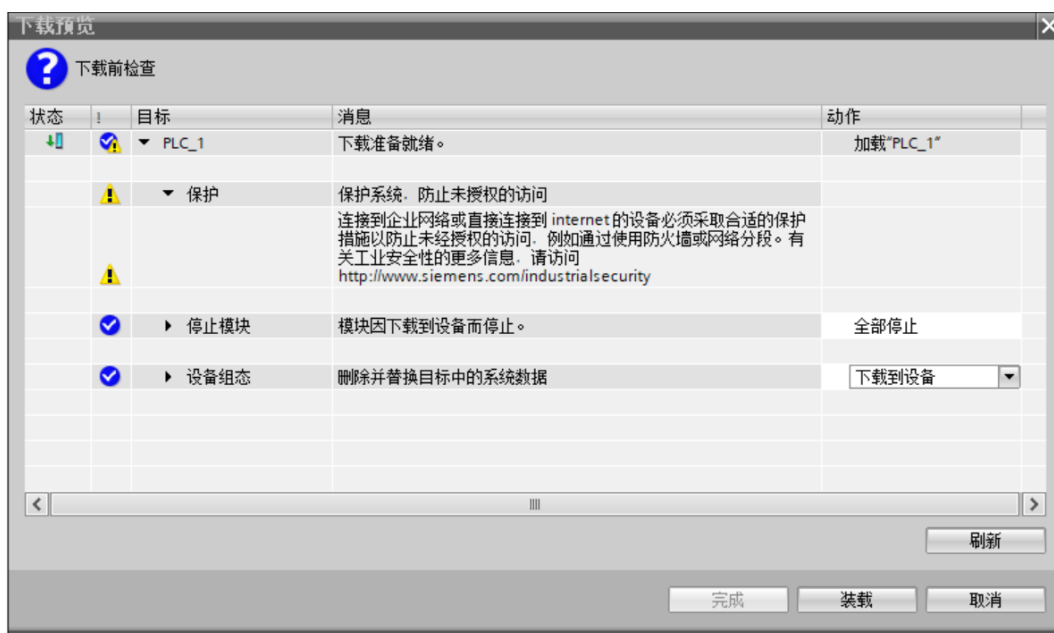 下载预览
下载前检查
状态 ! 目标 消息 动作
PLC_1 下载准备就绪。 加载“PLC_1”
保护 保护系统，防止未授权的访问
连接到企业网络或直接连接到 internet 的设备必须采取合适的保护
措施以防止未经授权的访问，例如通过使用防火墙或网络分段。有
关工业安全性的更多信息，请访问
http://www.siemens.com/industrialsecurity
停止模块 模块因下载到设备而停止。 全部停止
设备组态 删除并替换目标中的系统数据 下载到设备
刷新
完成 装载 取消